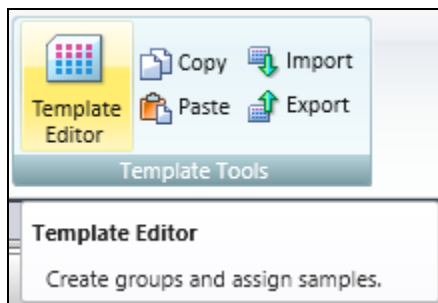 Template
Editor
Copy
Import
Paste
Export
Template Tools
Template Editor
Create groups and assign samples.